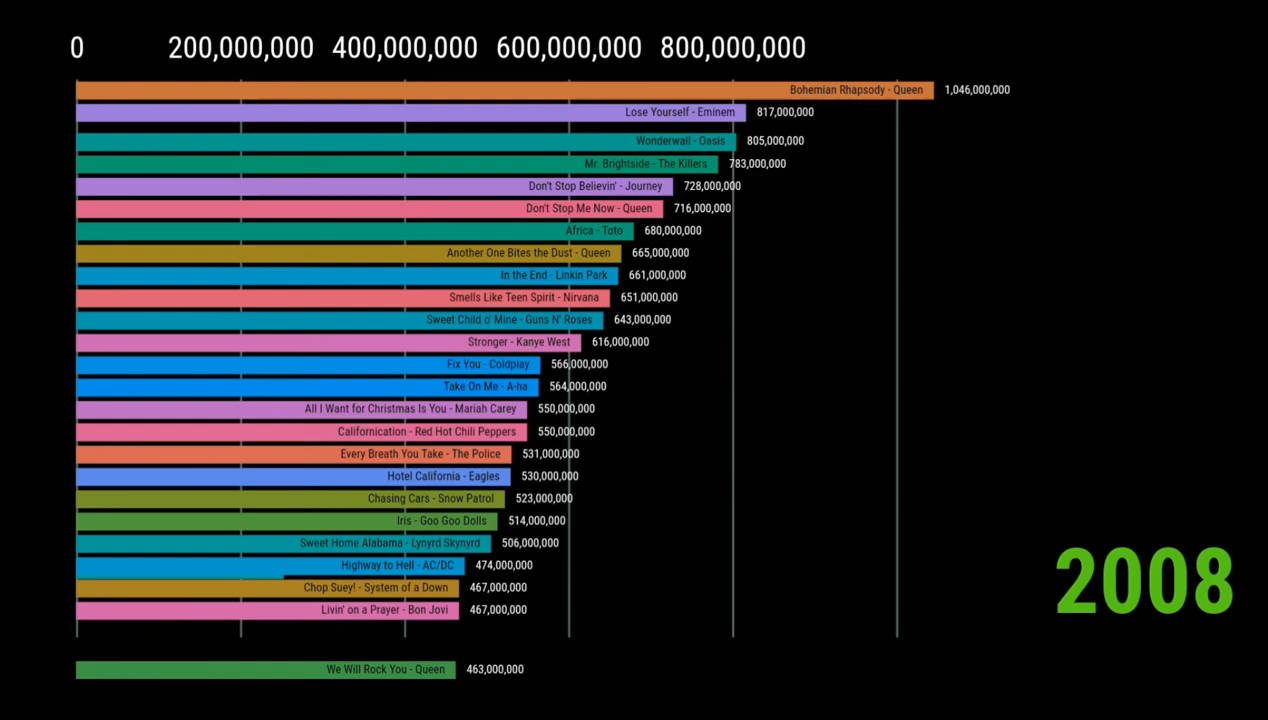 0 200,000,000 400,000,000 600,000,000 800,000,000
Bohemian Rhapsody - Queen 1,046,000,000
Lose Yourself - Eminem 817,000,000
Wonderwall - Oasis 805,000,000
Mr. Brightside - The Killers 783,000,000
Don't Stop Believin' - Journey 728,000,000
Don't Stop Me Now - Queen 716,000,000
Africa - Toto 680,000,000
Another One Bites the Dust - Queen 665,000,000
In the End - Linkin Park 661,000,000
Smells Like Teen Spirit - Nirvana 651,000,000
Sweet Child o' Mine - Guns N' Roses 643,000,000
Stronger - Kanye West 616,000,000
Fix You - Coldplay 566,000,000
Take On Me - A-ha 564,000,000
All I Want for Christmas Is You - Mariah Carey 550,000,000
Californication - Red Hot Chili Peppers 550,000,000
Every Breath You Take - The Police 531,000,000
Hotel California - Eagles 530,000,000
Chasing Cars - Snow Patrol 523,000,000
Iris - Goo Goo Dolls 514,000,000
Sweet Home Alabama - Lynyrd Skynyrd 506,000,000
Highway to Hell - AC/DC 474,000,000
Chop Suey! - System of a Down 467,000,000
Livin' on a Prayer - Bon Jovi 467,000,000
2008
We Will Rock You - Queen 463,000,000